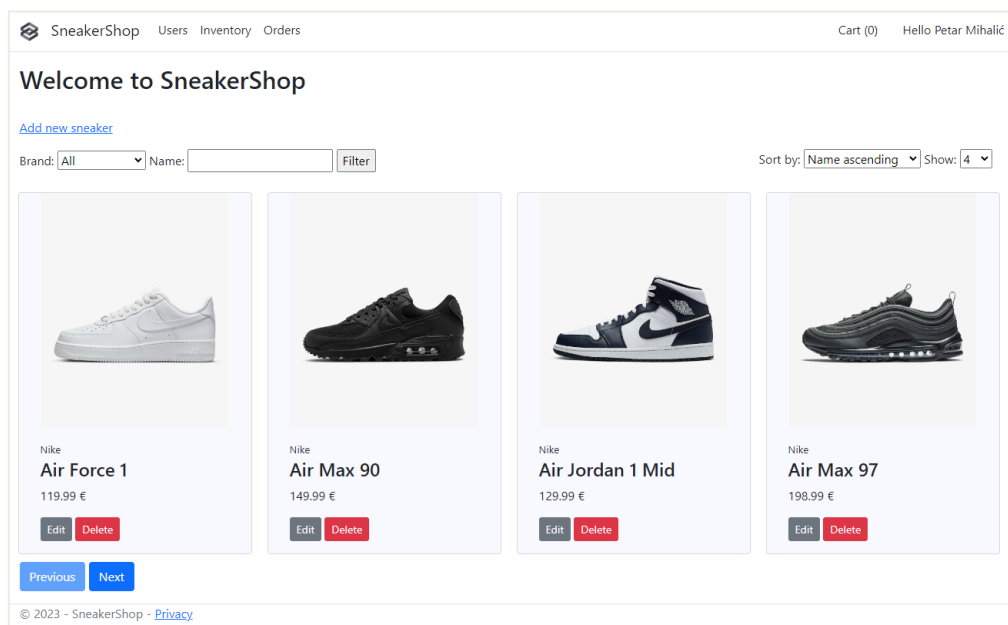 SneakerShop Users Inventory Orders Cart (0) Hello Petar Mihalić
Welcome to SneakerShop
Add new sneaker
Brand: All Name: Filter Sort by: Name ascending Show: 4
Nike Nike Nike Nike
Air Force 1 Air Max 90 Air Jordan 1 Mid Air Max 97
119.99 € 149.99 € 129.99 € 198.99 €
Edit Delete Edit Delete Edit Delete Edit Delete
Previous Next
© 2023 - SneakerShop - Privacy